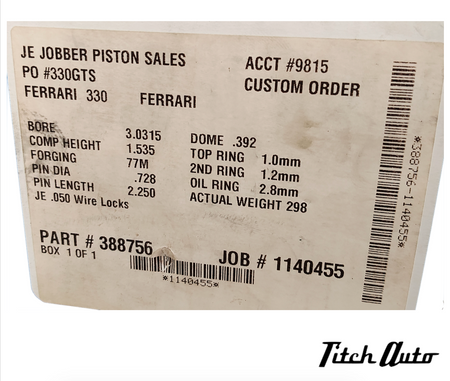 JE JOBBER PISTON SALES
ACCT #9815
PO #330GTS
CUSTOM ORDER
FERRARI 330 FERRARI
BORE 3.0315
COMP HEIGHT 1.535
FORGING 77M
PIN DIA .728
PIN LENGTH 2.250
JE .050 Wire Locks
DOME .392
TOP RING 1.0mm
2ND RING 1.2mm
OIL RING 2.8mm
ACTUAL WEIGHT 298
*388756-1140455*
PART # 388756
BOX 1 OF 1
*1140455*
JOB # 1140455
Titch Auto